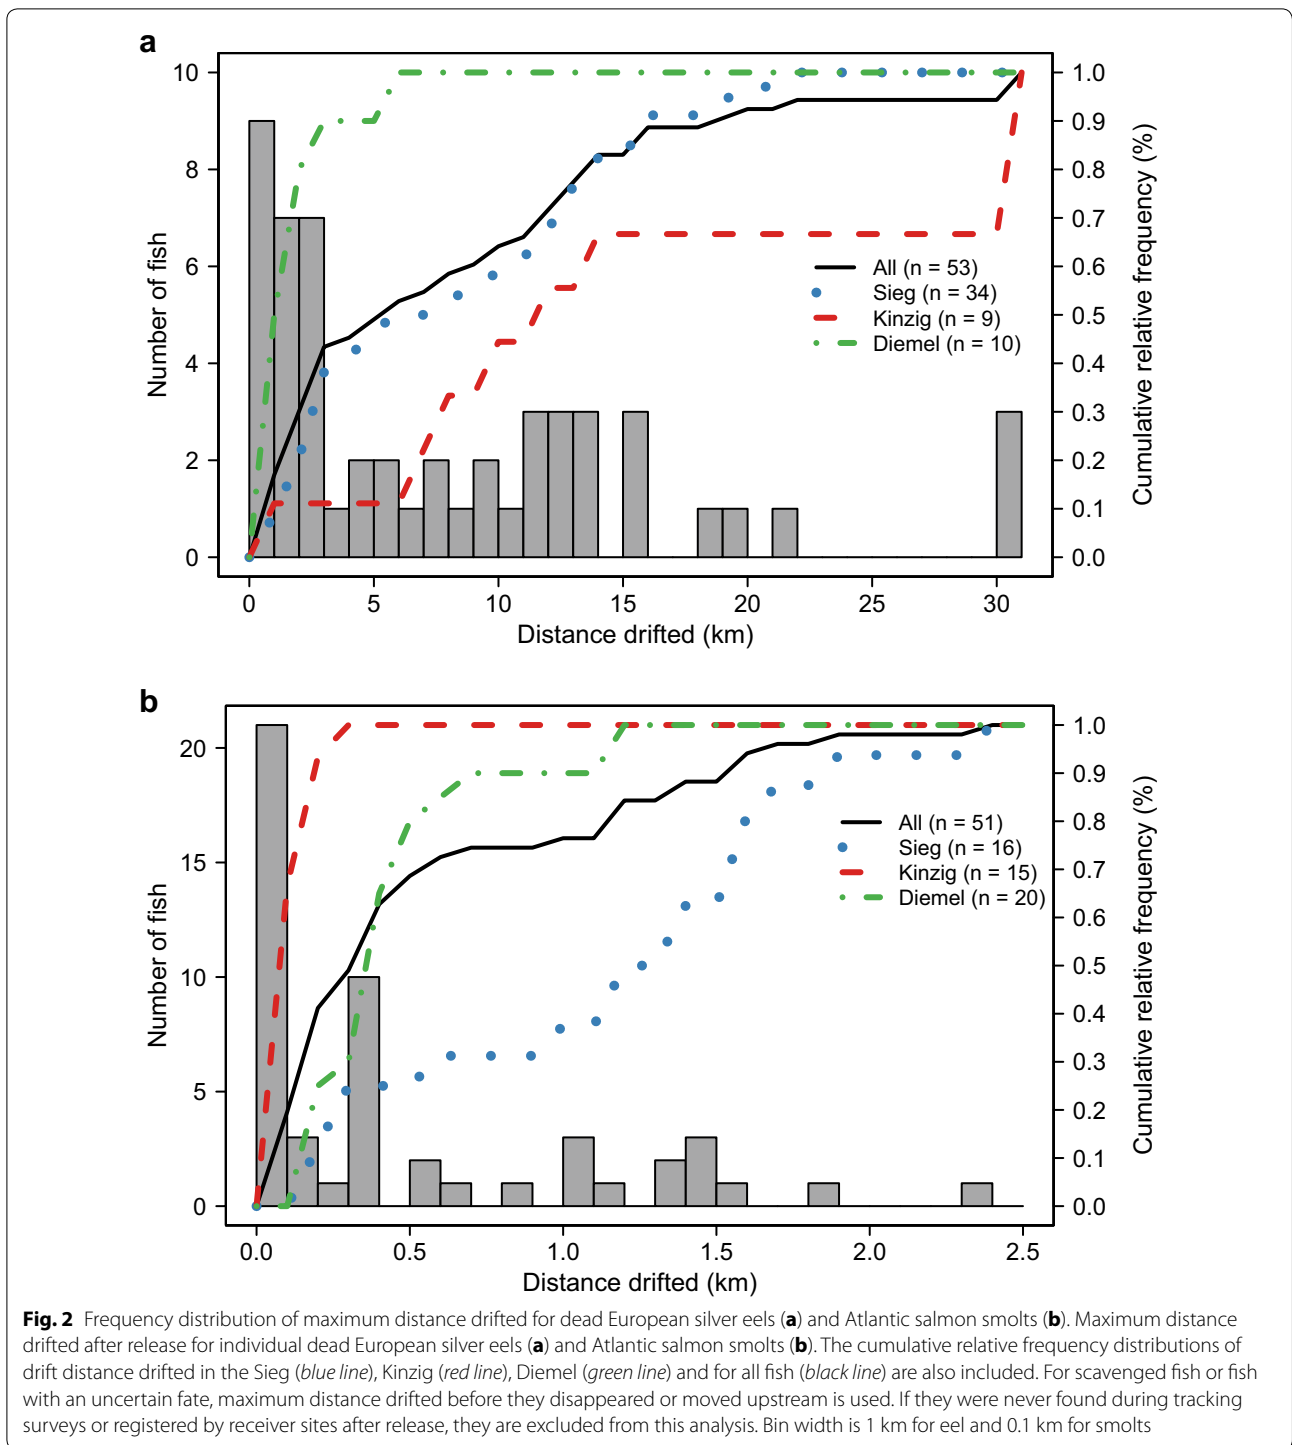 a
10
8
6
4
2
0
Number of fish
1.0
0.9
0.8
0.7
0.6
0.5
0.4
0.3
0.2
0.1
0.0
Cumulative relative frequency (%)
All (n = 53)
Sieg (n = 34)
Kinzig (n = 9)
Diemel (n = 10)
0 5 10 15 20 25 30
Distance drifted (km)
b
20
15
10
5
0
Number of fish
1.0
0.9
0.8
0.7
0.6
0.5
0.4
0.3
0.2
0.1
0.0
Cumulative relative frequency (%)
All (n = 51)
Sieg (n = 16)
Kinzig (n = 15)
Diemel (n = 20)
0.0 0.5 1.0 1.5 2.0 2.5
Distance drifted (km)
Fig. 2 Frequency distribution of maximum distance drifted for dead European silver eels (a) and Atlantic salmon smolts (b). Maximum distance
drifted after release for individual dead European silver eels (a) and Atlantic salmon smolts (b). The cumulative relative frequency distributions of
drift distance drifted in the Sieg (blue line), Kinzig (red line), Diemel (green line) and for all fish (black line) are also included. For scavenged fish or fish
with an uncertain fate, maximum distance drifted before they disappeared or moved upstream is used. If they were never found during tracking
surveys or registered by receiver sites after release, they are excluded from this analysis. Bin width is 1 km for eel and 0.1 km for smolts